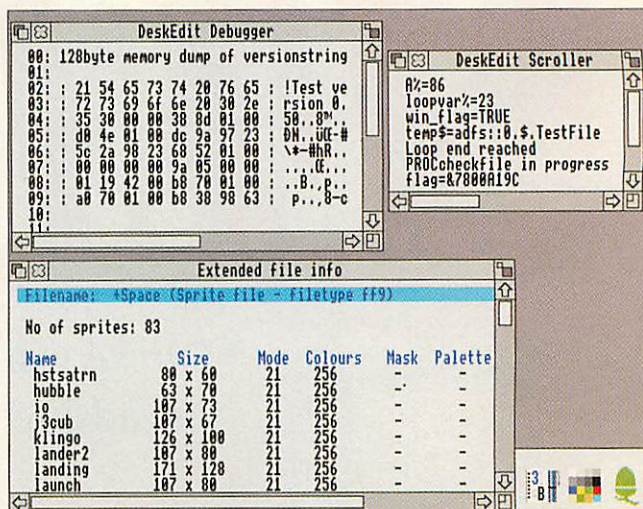 DeskEdit Debugger
00: 128byte memory dump of versionstring
01:
02: : 21 54 65 73 74 20 76 65 : !Test ve
03: : 72 73 69 6f 6e 20 30 2e : rsion 0.
04: : 35 30 00 00 38 8d 01 00 : 50..8™..
05: : d0 4e 01 00 dc 9a 97 23 : ÐN..üŒ-#
06: : 5c 2a 98 23 68 52 01 00 : \*-#hR..
07: : 00 00 00 00 9a 05 00 00 : ....Œ...
08: : 01 19 42 00 b8 70 01 00 : ..B.¸p..
09: : a0 70 01 00 b8 38 98 63 : p..¸8-c
10:
11:
DeskEdit Scroller
A%=86
loopvar%=23
win_flag=TRUE
temp$=adfs::0.$.TestFile
Loop end reached
PROCcheckfile in progress
flag=&7800A19C
Extended file info
Filename: +Space (Sprite file - filetype ff9)
No of sprites: 83
Name Size Mode Colours Mask Palette
hstsatrn 80 x 60 21 256 - -
hubble 63 x 70 21 256 - -
io 107 x 73 21 256 - -
j3cub 107 x 67 21 256 - -
klingo 126 x 100 21 256 - -
lander2 107 x 80 21 256 - -
landing 171 x 128 21 256 - -
launch 107 x 80 21 256 - -
3
B